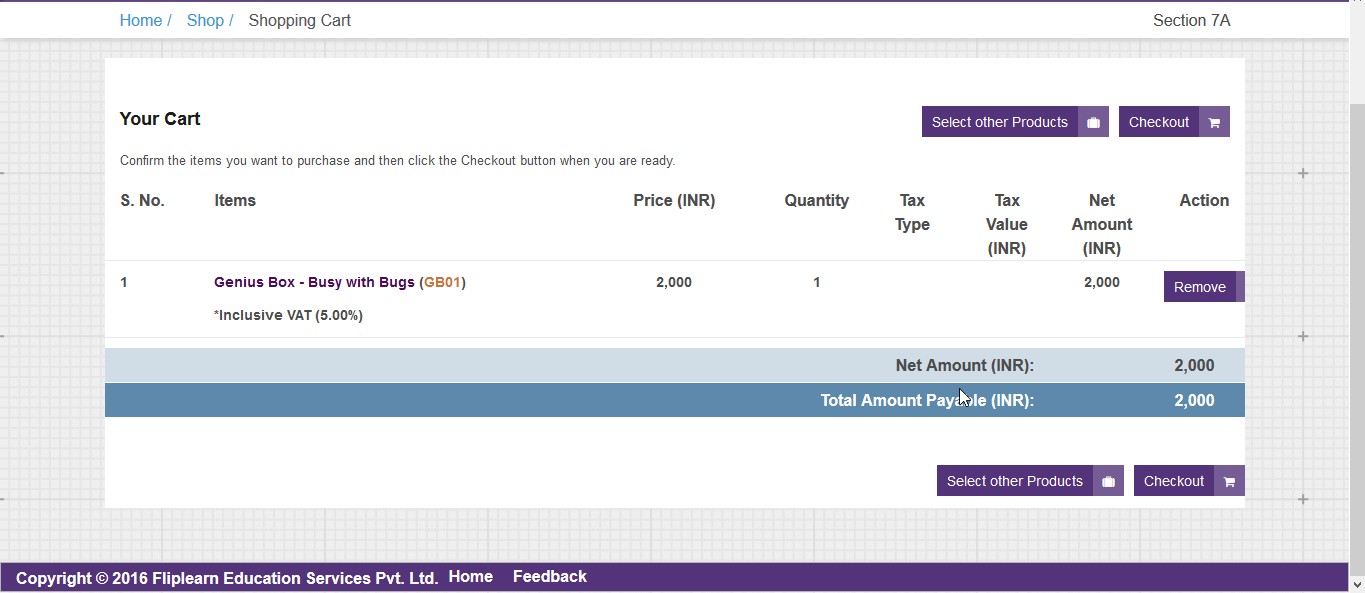 Home / Shop / Shopping Cart Section 7A
Your Cart Select other Products Checkout
Confirm the items you want to purchase and then click the Checkout button when you are ready.
S. No. Items Price (INR) Quantity Tax Type Tax Value (INR) Net Amount (INR) Action
1 Genius Box - Busy with Bugs (GB01) 2,000 1 2,000 Remove
*Inclusive VAT (5.00%)
Net Amount (INR): 2,000
Total Amount Payable (INR): 2,000
Select other Products Checkout
Copyright © 2016 Fliplearn Education Services Pvt. Ltd. Home Feedback